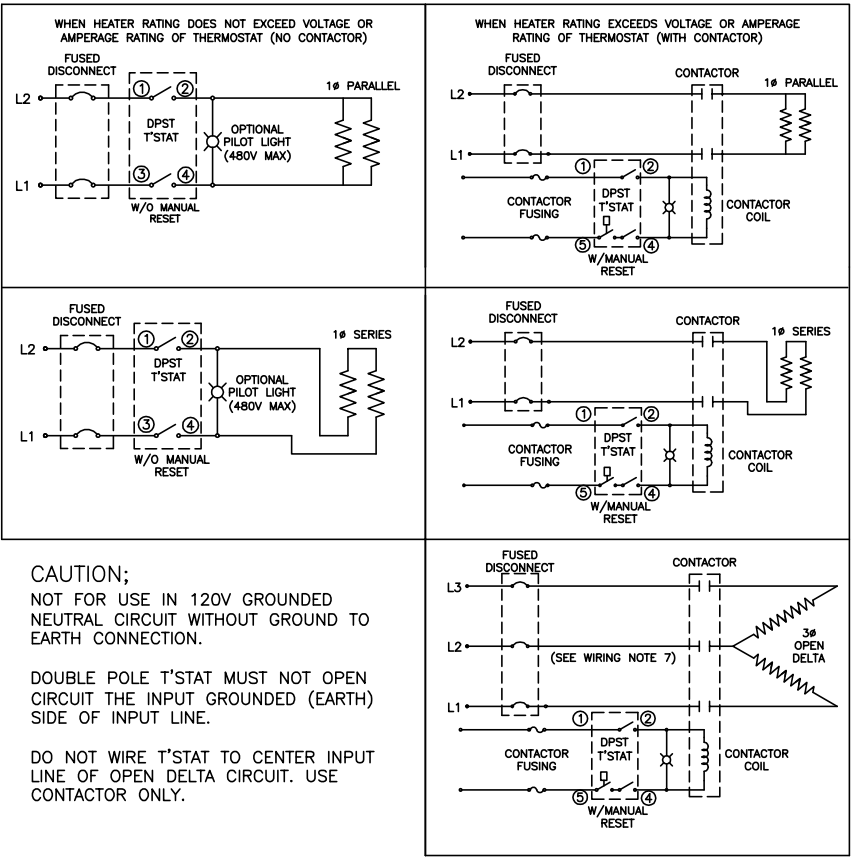 WHEN HEATER RATING DOES NOT EXCEED VOLTAGE OR
AMPERAGE RATING OF THERMOSTAT (NO CONTACTOR)
FUSED
DISCONNECT
1ø PARALLEL
1
2
L2
DPST
T'STAT
OPTIONAL
PILOT LIGHT
(480V MAX)
3
4
L1
W/O MANUAL
RESET
WHEN HEATER RATING EXCEEDS VOLTAGE OR AMPERAGE
RATING OF THERMOSTAT (WITH CONTACTOR)
FUSED
DISCONNECT
CONTACTOR
1ø PARALLEL
L2
L1
1
2
CONTACTOR
FUSING
DPST
T'STAT
CONTACTOR
COIL
5
4
W/MANUAL
RESET
FUSED
DISCONNECT
1ø SERIES
1
2
L2
DPST
T'STAT
OPTIONAL
PILOT LIGHT
(480V MAX)
3
4
L1
W/O MANUAL
RESET
FUSED
DISCONNECT
CONTACTOR
1ø SERIES
L2
L1
1
2
CONTACTOR
FUSING
DPST
T'STAT
CONTACTOR
COIL
5
4
W/MANUAL
RESET
CAUTION;
NOT FOR USE IN 120V GROUNDED
NEUTRAL CIRCUIT WITHOUT GROUND TO
EARTH CONNECTION.
DOUBLE POLE T'STAT MUST NOT OPEN
CIRCUIT THE INPUT GROUNDED (EARTH)
SIDE OF INPUT LINE.
DO NOT WIRE T'STAT TO CENTER INPUT
LINE OF OPEN DELTA CIRCUIT. USE
CONTACTOR ONLY.
FUSED
DISCONNECT
CONTACTOR
L3
3ø
OPEN
DELTA
L2
(SEE WIRING NOTE 7)
L1
1
2
CONTACTOR
FUSING
DPST
T'STAT
CONTACTOR
COIL
5
4
W/MANUAL
RESET